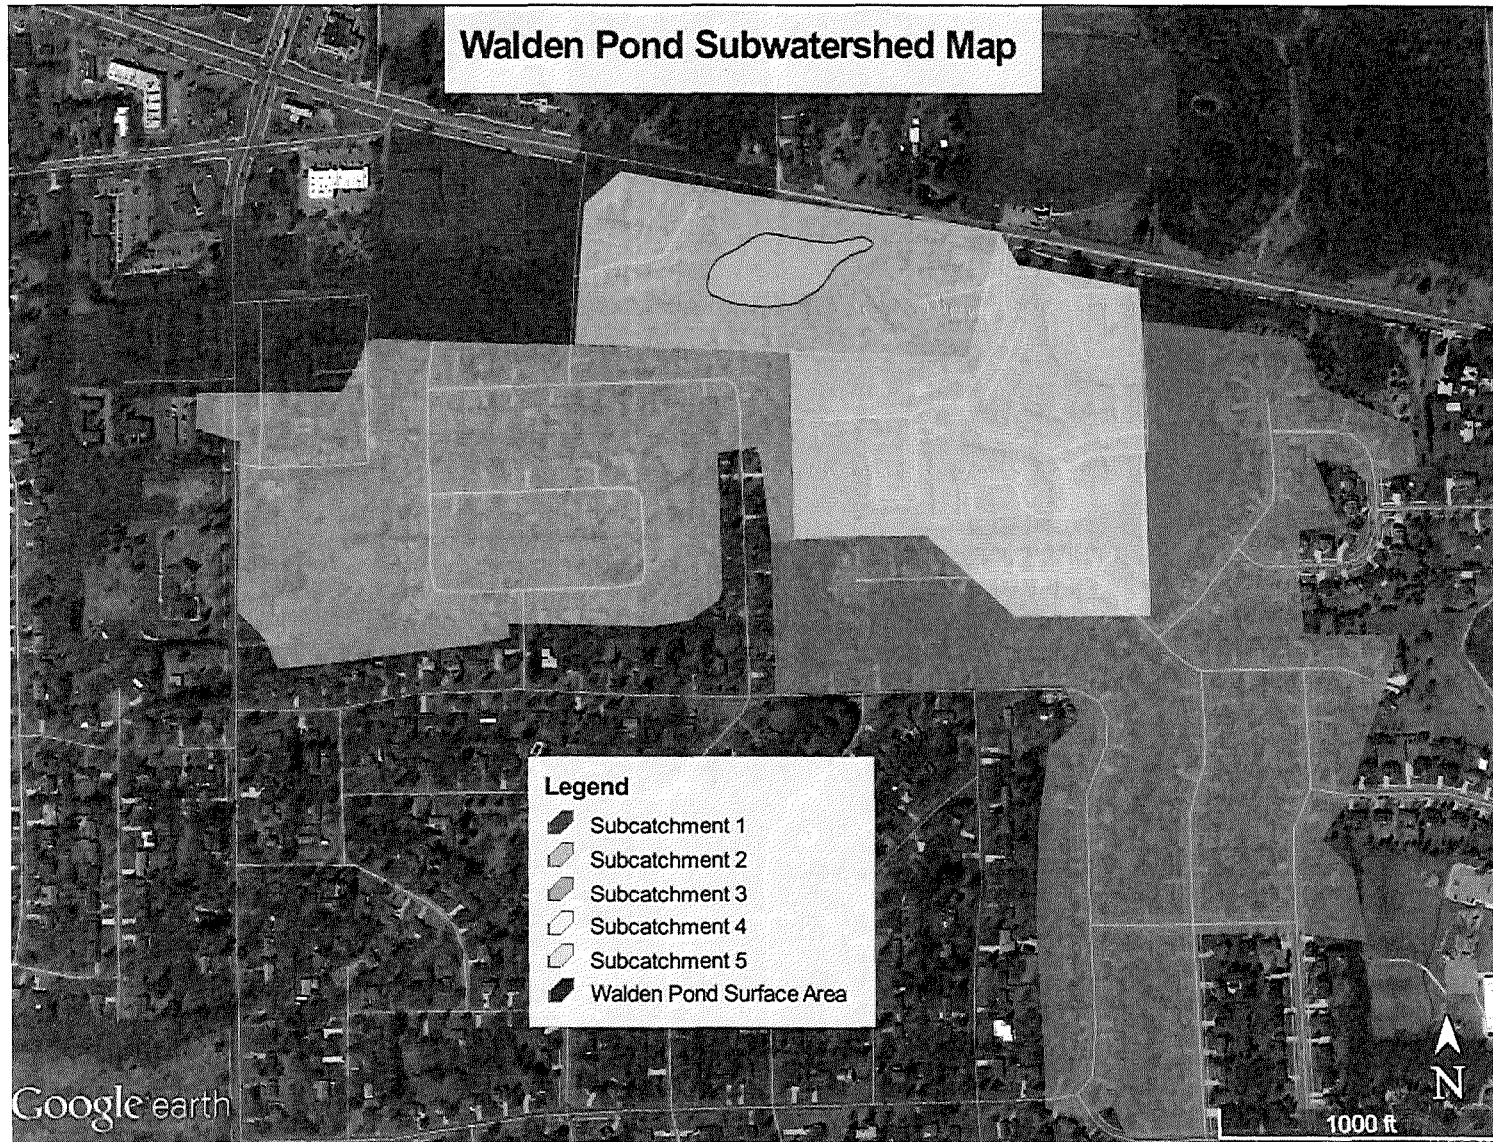 Walden Pond Subwatershed Map
Legend
Subcatchment 1
Subcatchment 2
Subcatchment 3
Subcatchment 4
Subcatchment 5
Walden Pond Surface Area
N
Google earth
1000 ft